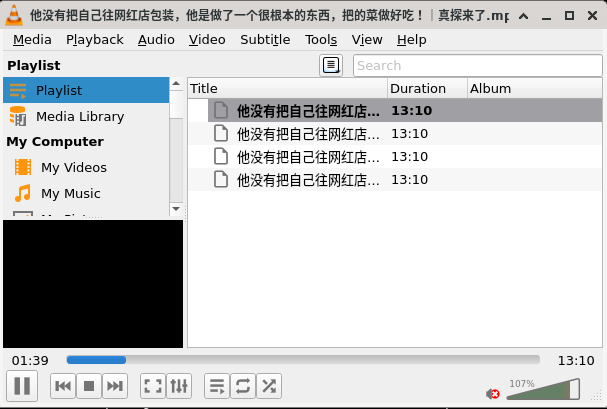 他没有把自己往网红店包装，他是做了一个很根本的东西，把的菜做好吃！｜真探来了.mp
Media Playback Audio Video Subtitle Tools View Help
Playlist
Search
Playlist
Media Library
My Computer
My Videos
My Music
Title Duration Album
他没有把自己往网红店... 13:10
他没有把自己往网红店... 13:10
他没有把自己往网红店... 13:10
他没有把自己往网红店... 13:10
01:39 13:10
107%